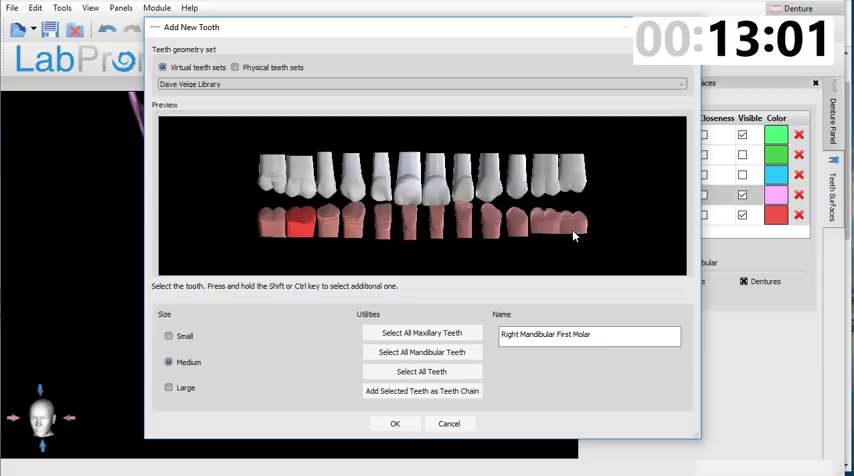 File Edit Tools View Panels Module Help
Denture
Add New Tooth
00:13:01
LabPro
Teeth geometry set
Virtual teeth sets Physical teeth sets
Dave Veige Library
Preview
Closeness Visible Color
Denture Panel
Teeth Surfaces
Dentures
Select the tooth. Press and hold the Shift or Ctrl key to select additional one.
Size
Small
Medium
Large
Utilities
Select All Maxillary Teeth
Select All Mandibular Teeth
Select All Teeth
Add Selected Teeth as Teeth Chain
Name
Right Mandibular First Molar
OK Cancel